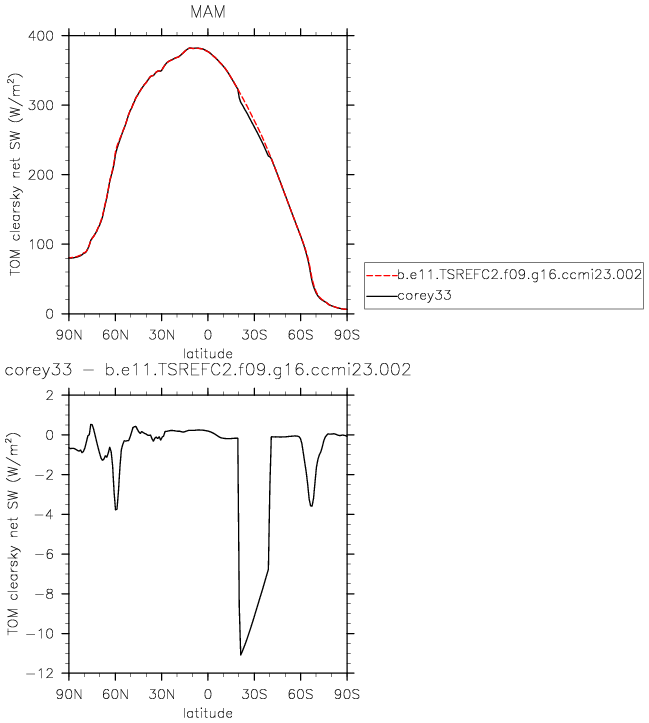 MAM
TOM clearsky net SW (W/m²)
400
300
200
100
0
90N 60N 30N 0 30S 60S 90S
latitude
b.e11.TSREFC2.f09.g16.ccmi23.002
corey33
corey33 − b.e11.TSREFC2.f09.g16.ccmi23.002
TOM clearsky net SW (W/m²)
2
0
−2
−4
−6
−8
−10
−12
90N 60N 30N 0 30S 60S 90S
latitude